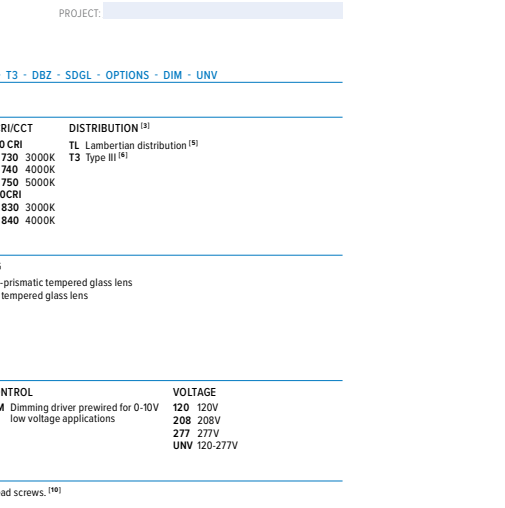 PROJECT:
T3 - DBZ - SDGL - OPTIONS - DIM - UNV
RI/CCT
0 CRI
730 3000K
740 4000K
750 5000K
0CRI
830 3000K
840 4000K
DISTRIBUTION [3]
TL Lambertian distribution [5]
T3 Type III [6]
-prismatic tempered glass lens
tempered glass lens
NTROL
M Dimming driver prewired for 0-10V
low voltage applications
VOLTAGE
120 120V
208 208V
277 277V
UNV 120-277V
ad screws. [10]